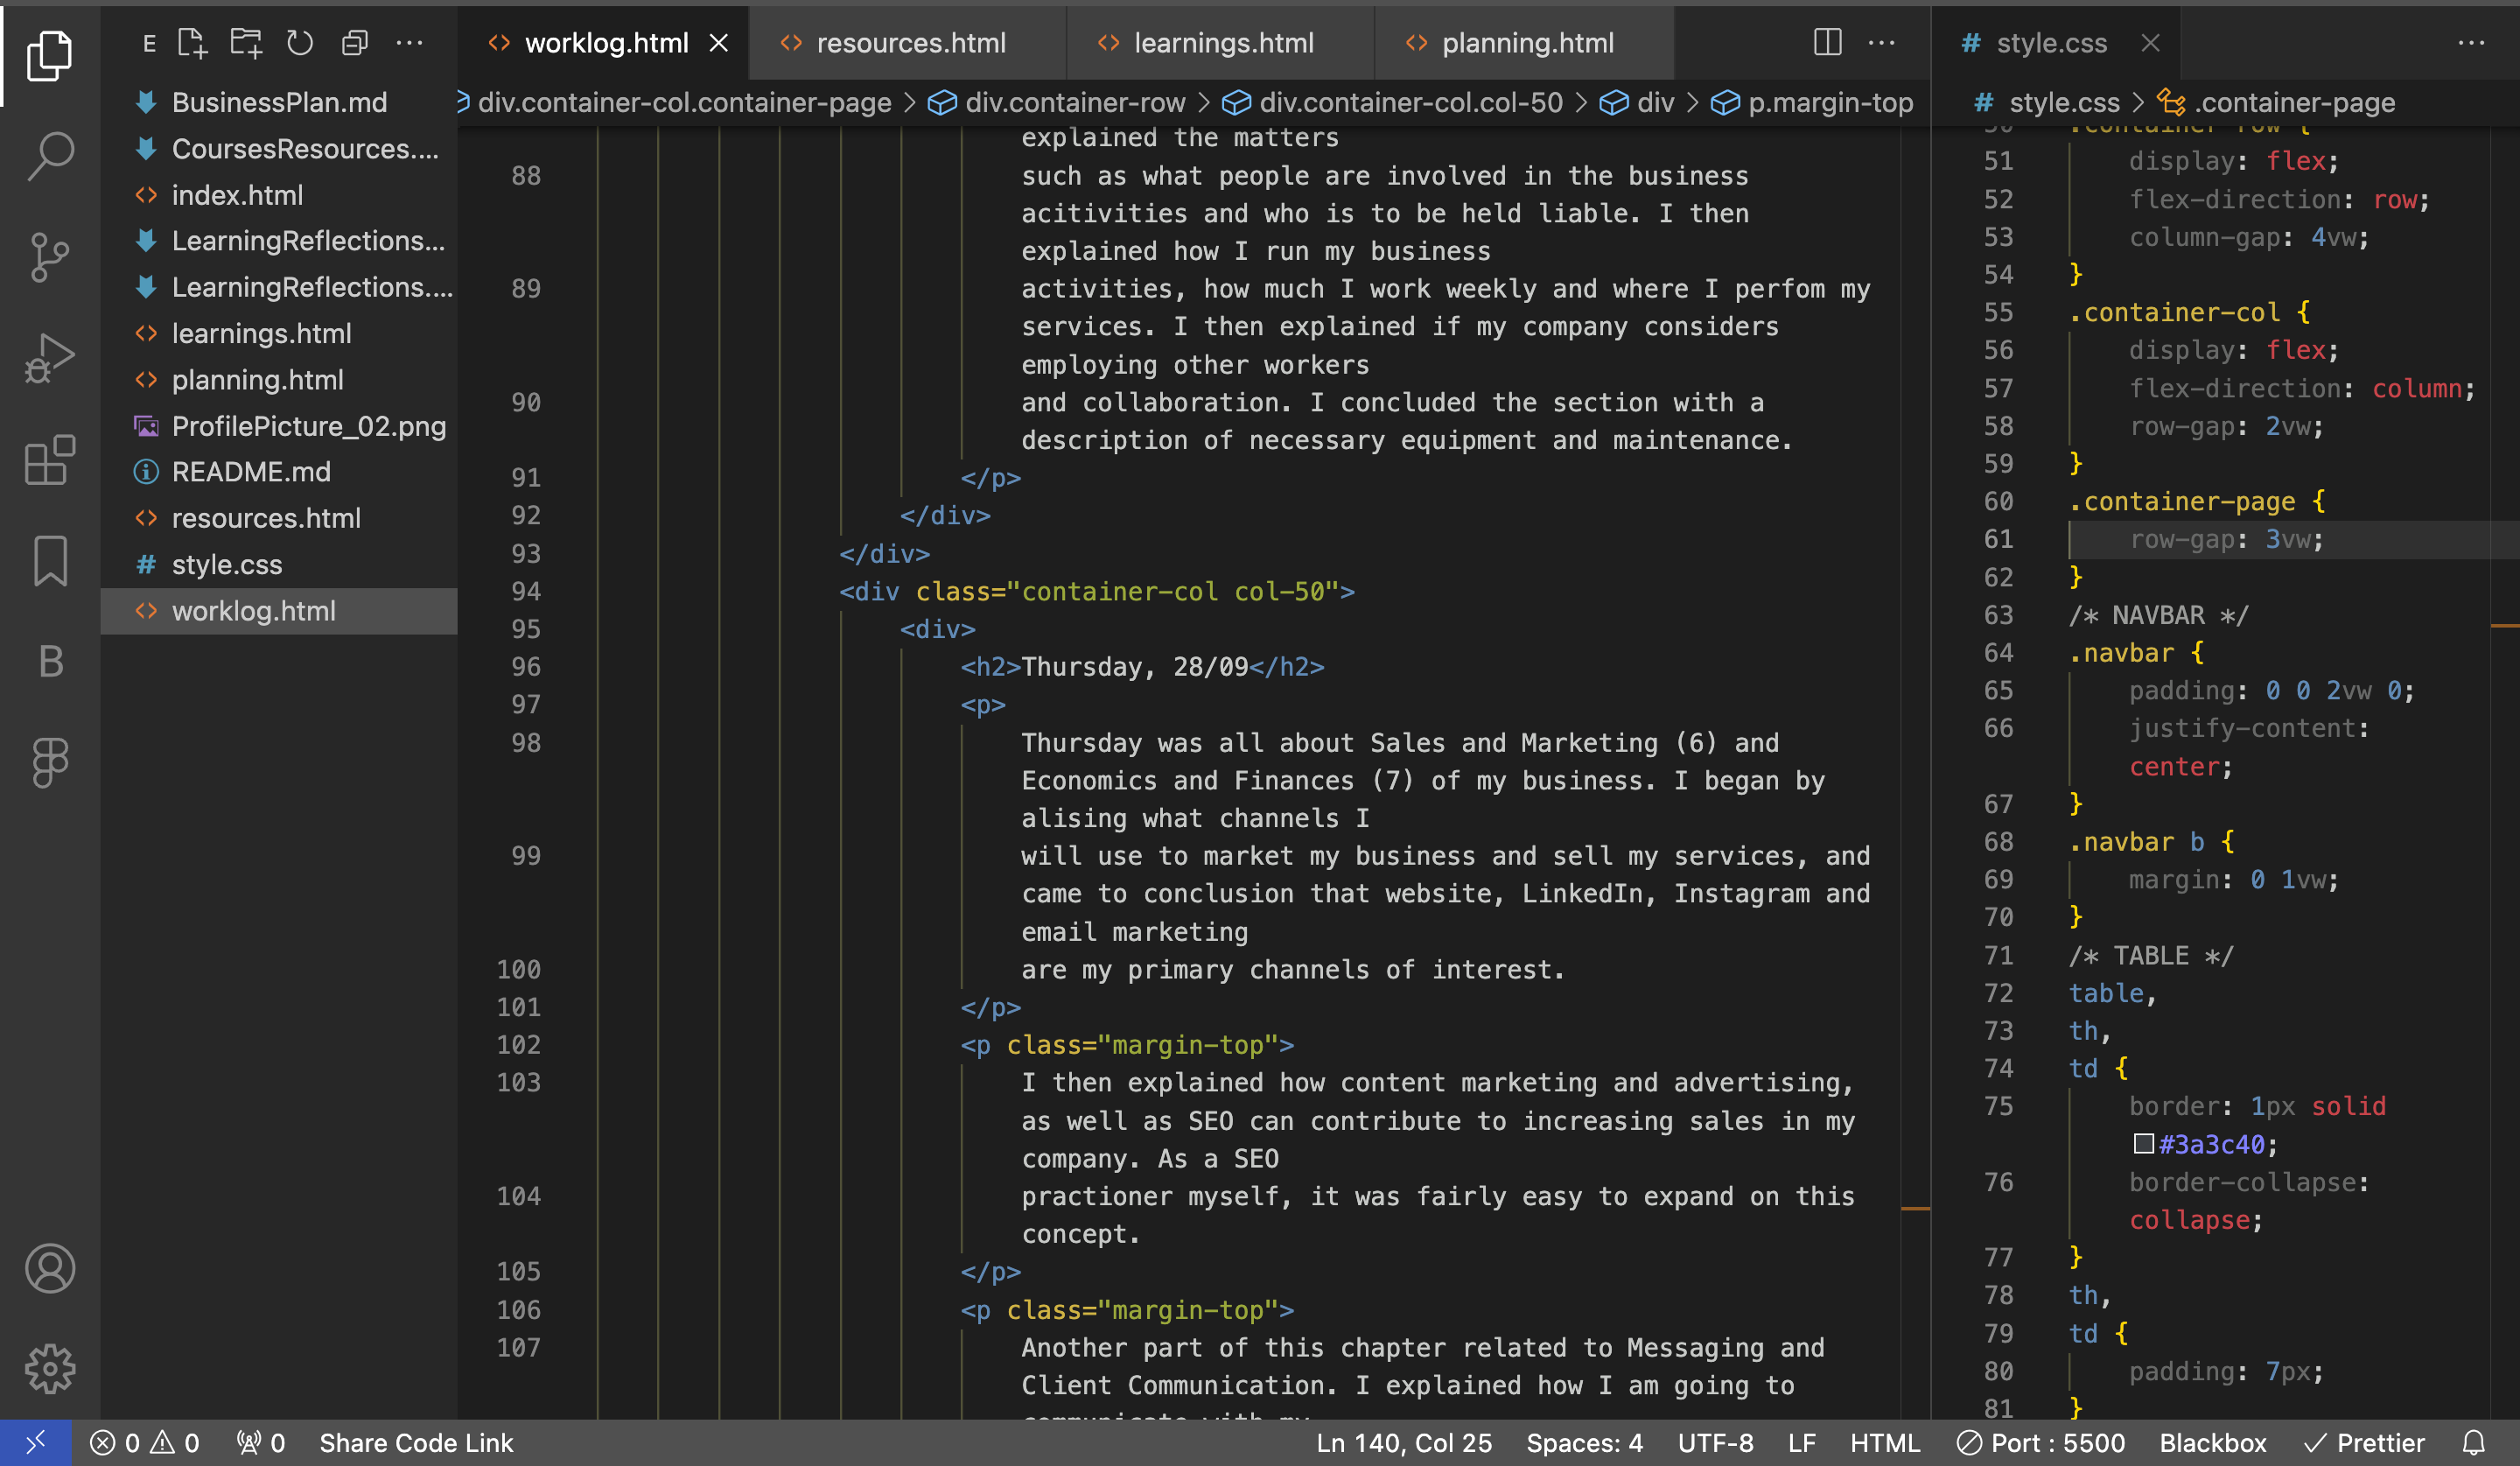 E
BusinessPlan.md
CoursesResources....
index.html
LearningReflections...
LearningReflections....
learnings.html
planning.html
ProfilePicture_02.png
README.md
resources.html
style.css
worklog.html
B
worklog.html
resources.html
learnings.html
planning.html
div.container-col.container-page > div.container-row > div.container-col.col-50 > div > p.margin-top
explained the matters
88 such as what people are involved in the business
acitivities and who is to be held liable. I then
explained how I run my business
89 activities, how much I work weekly and where I perfom my
services. I then explained if my company considers
employing other workers
90 and collaboration. I concluded the section with a
description of necessary equipment and maintenance.
91 </p>
92 </div>
93 </div>
94 <div class="container-col col-50">
95 <div>
96 <h2>Thursday, 28/09</h2>
97 <p>
98 Thursday was all about Sales and Marketing (6) and
Economics and Finances (7) of my business. I began by
alising what channels I
99 will use to market my business and sell my services, and
came to conclusion that website, LinkedIn, Instagram and
email marketing
100 are my primary channels of interest.
101 </p>
102 <p class="margin-top">
103 I then explained how content marketing and advertising,
as well as SEO can contribute to increasing sales in my
company. As a SEO
104 practioner myself, it was fairly easy to expand on this
concept.
105 </p>
106 <p class="margin-top">
107 Another part of this chapter related to Messaging and
Client Communication. I explained how I am going to
communicate with my
# style.css
# style.css > .container-page
50 .container-row {
51 display: flex;
52 flex-direction: row;
53 column-gap: 4vw;
54 }
55 .container-col {
56 display: flex;
57 flex-direction: column;
58 row-gap: 2vw;
59 }
60 .container-page {
61 row-gap: 3vw;
62 }
63 /* NAVBAR */
64 .navbar {
65 padding: 0 0 2vw 0;
66 justify-content:
center;
67 }
68 .navbar b {
69 margin: 0 1vw;
70 }
71 /* TABLE */
72 table,
73 th,
74 td {
75 border: 1px solid
#3a3c40;
76 border-collapse:
collapse;
77 }
78 th,
79 td {
80 padding: 7px;
81 }
0 0 0 Share Code Link Ln 140, Col 25 Spaces: 4 UTF-8 LF HTML Port : 5500 Blackbox Prettier